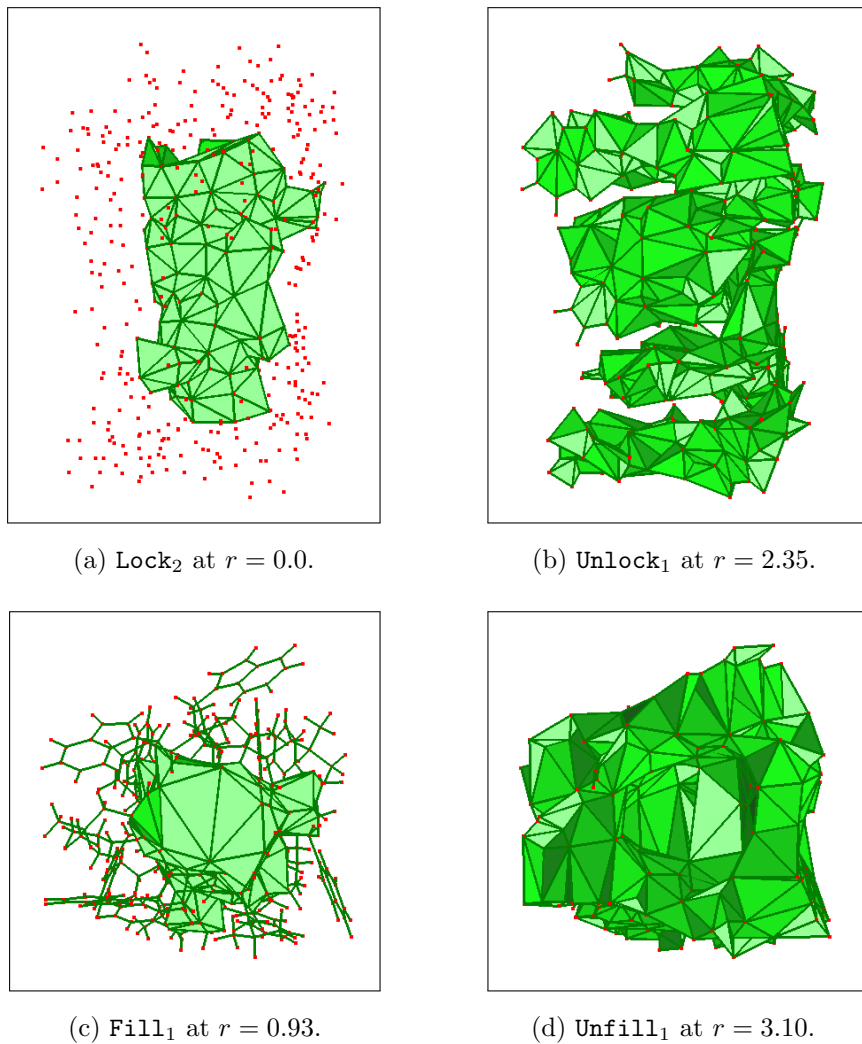 (a) Lock₂ at r = 0.0.
(b) Unlock₁ at r = 2.35.
(c) Fill₁ at r = 0.93.
(d) Unfill₁ at r = 3.10.